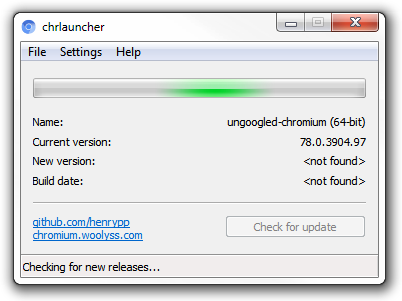 chrlauncher
File Settings Help
Name: ungoogled-chromium (64-bit)
Current version: 78.0.3904.97
New version: <not found>
Build date: <not found>
github.com/henrypp
chromium.woolyss.com
Check for update
Checking for new releases...